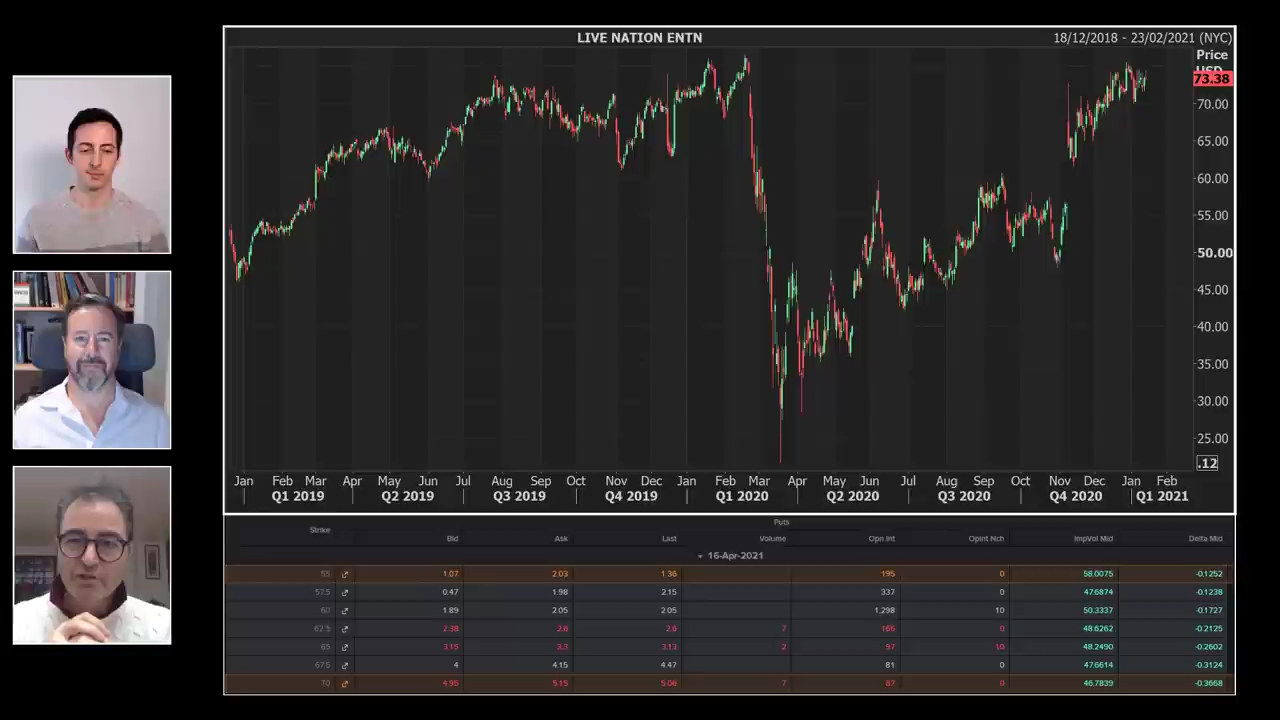 LIVE NATION ENTN
18/12/2018 - 23/02/2021 (NYC)
Price
USD
73.38
70.00
65.00
60.00
55.00
50.00
45.00
40.00
35.00
30.00
25.00
.12
Jan Feb Mar Apr May Jun Jul Aug Sep Oct Nov Dec Jan Feb Mar Apr May Jun Jul Aug Sep Oct Nov Dec Jan Feb
Q1 2019 Q2 2019 Q3 2019 Q4 2019 Q1 2020 Q2 2020 Q3 2020 Q4 2020 Q1 2021
Puts
Strike Bid Ask Last Volume Opn Int OpInt Nch ImpVol Mid Delta Mid
16-Apr-2021
55 1.07 2.03 1.36 195 0 58.0075 -0.1252
57.5 0.47 1.98 2.15 337 0 47.6874 -0.1238
60 1.89 2.05 2.05 1,298 10 50.3337 -0.1727
62.5 2.38 2.6 2.6 7 166 0 48.6262 -0.2125
65 3.15 3.3 3.13 2 97 10 48.2490 -0.2602
67.5 4 4.15 4.47 81 0 47.6614 -0.3124
70 4.95 5.15 5.06 7 87 0 46.7839 -0.3668